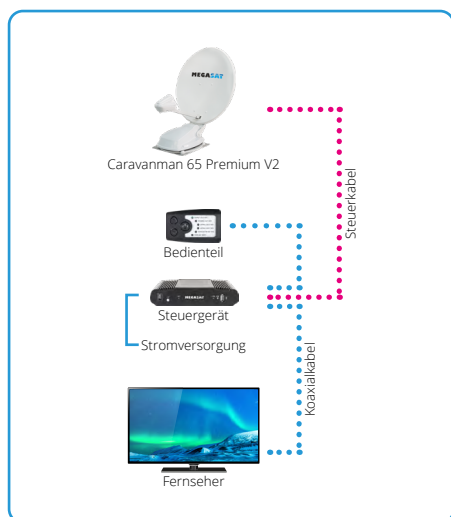 MEGASAT
Caravanman 65 Premium V2
Steuerkabel
Bedienteil
MEGASAT
Steuergerät
Stromversorgung
Koaxialkabel
Fernseher